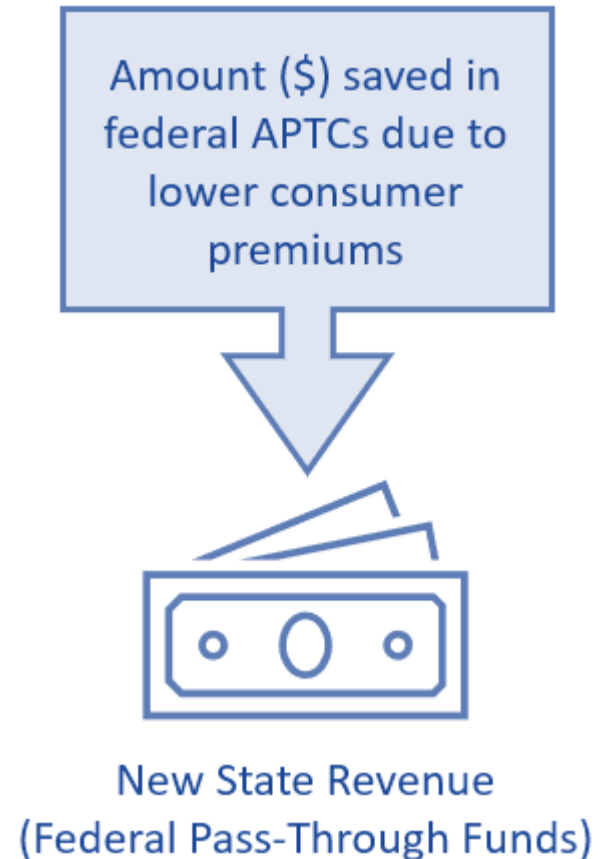 Amount ($) saved in
federal APTCs due to
lower consumer
premiums
New State Revenue
(Federal Pass-Through Funds)